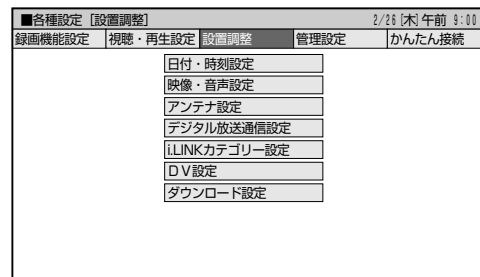 ■各種設定 [設置調整] 2/26[木]午前 9:00
録画機能設定 視聴・再生設定 設置調整 管理設定 かんたん接続
日付・時刻設定
映像・音声設定
アンテナ設定
デジタル放送通信設定
i.LINKカテゴリー設定
DV設定
ダウンロード設定